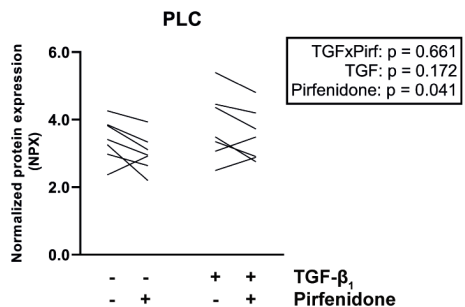 PLC
Normalized protein expression
(NPX)
6.0
4.0
2.0
0.0
TGFxPirf: p = 0.661
TGF: p = 0.172
Pirfenidone: p = 0.041
- - + + TGF-β₁
- + - + Pirfenidone